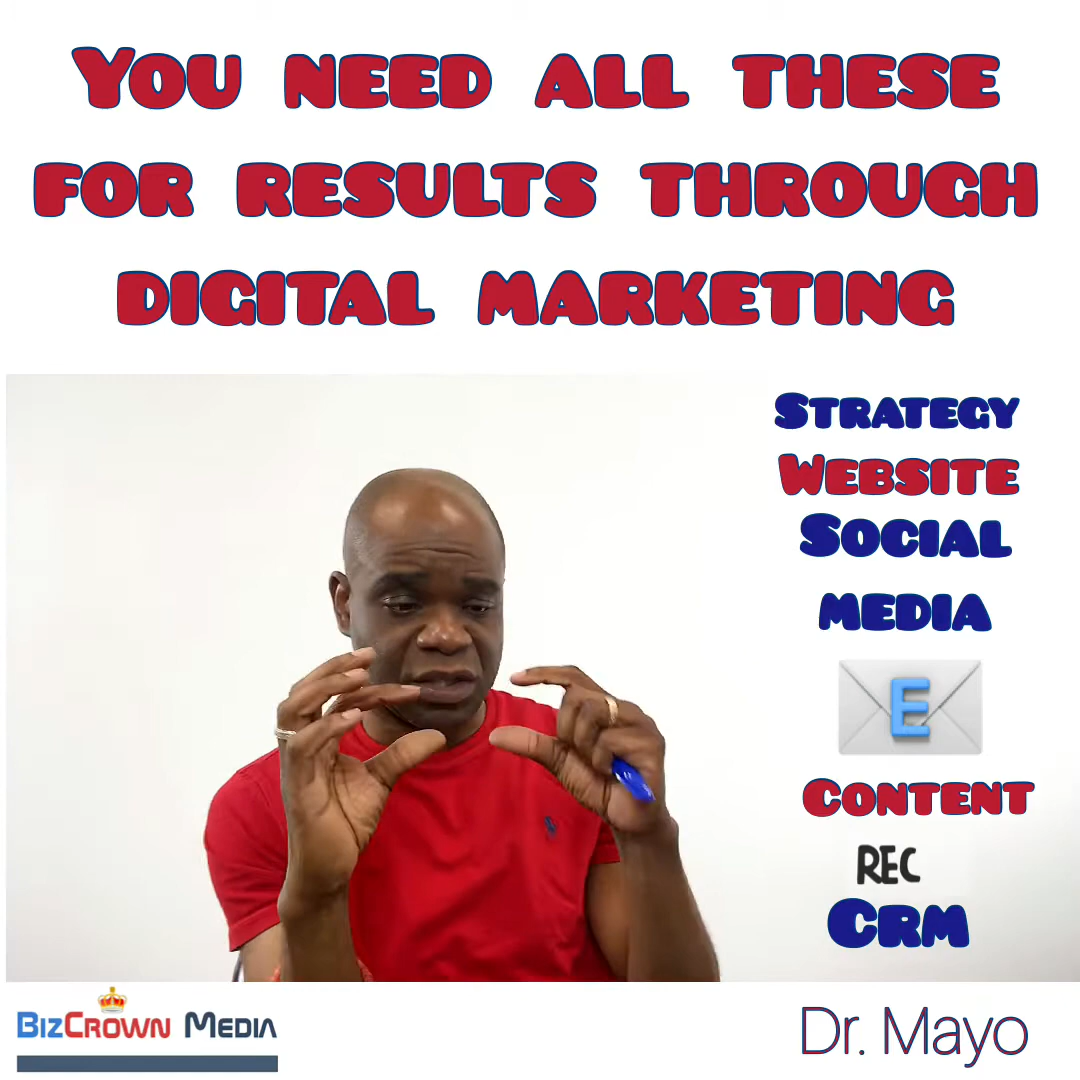 You need all these
for results through
digital marketing
Strategy
Website
Social
media
E
Content
REC
CRM
BizCrown Media
Dr. Mayo